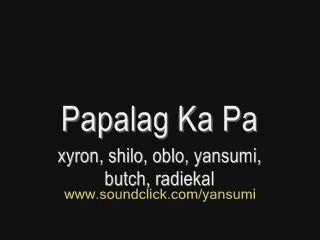 Papalag Ka Pa
xyron, shilo, oblo, yansumi,
butch, radiekal
www.soundclick.com/yansumi